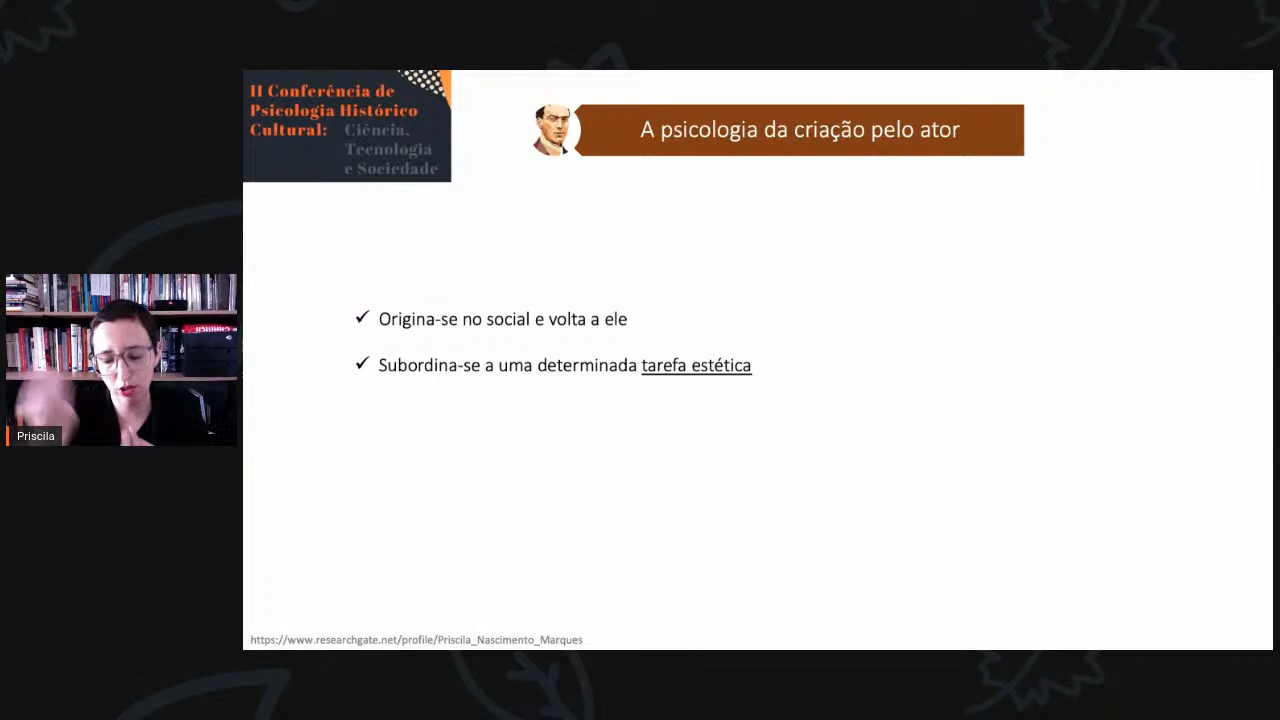 II Conferência de
Psicologia Histórico
Cultural: Ciência,
Tecnologia
e Sociedade
A psicologia da criação pelo ator
✓ Origina-se no social e volta a ele
✓ Subordina-se a uma determinada tarefa estética
Priscila
https://www.researchgate.net/profile/Priscila_Nascimento_Marques